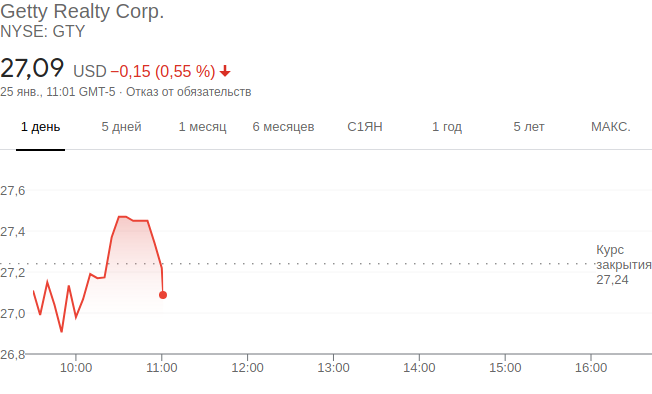 Getty Realty Corp.
NYSE: GTY
27,09 USD −0,15 (0,55 %)
25 янв., 11:01 GMT-5 · Отказ от обязательств
1 день 5 дней 1 месяц 6 месяцев С1ЯН 1 год 5 лет МАКС.
27,6
27,4
Курс
закрытия
27,24
27,2
27,0
26,8
10:00 11:00 12:00 13:00 14:00 15:00 16:00